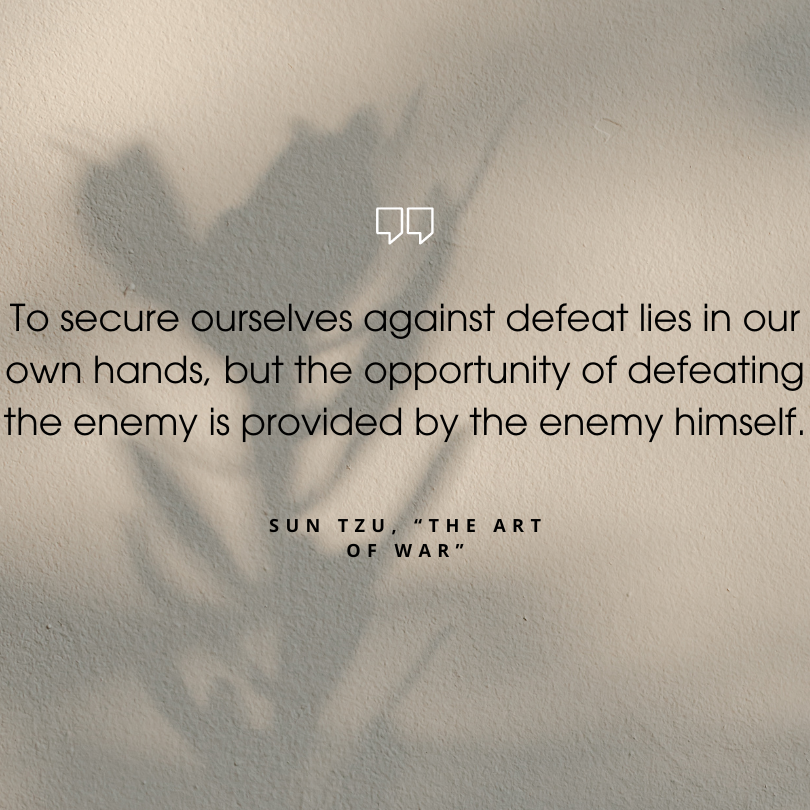 To secure ourselves against defeat lies in our
own hands, but the opportunity of defeating
the enemy is provided by the enemy himself.
SUN TZU, “THE ART
OF WAR”